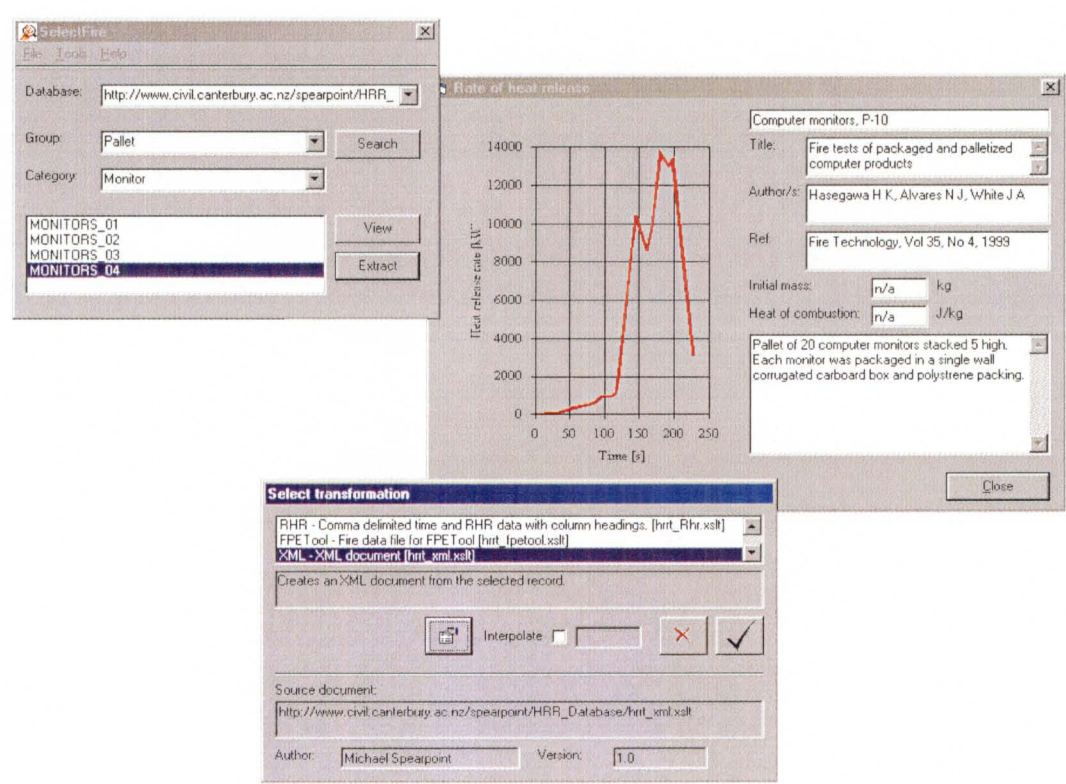 SelectFire
File Tools Help
Database: http://www.civil.canterbury.ac.nz/spearpoint/HRR_
Group: Pallet
Search
Category: Monitor
MONITORS_01
MONITORS_02
MONITORS_03
MONITORS_04
View
Extract
Rate of heat release
Heat release rate [kW]
14000
12000
10000
8000
6000
4000
2000
0
0 50 100 150 200 250
Time [s]
Computer monitors, P-10
Title: Fire tests of packaged and palletized
computer products
Author/s: Hasegawa H K, Alvares N J, White J A
Ref: Fire Technology, Vol 35, No 4, 1999
Initial mass: n/a kg
Heat of combustion: n/a J/kg
Pallet of 20 computer monitors stacked 5 high.
Each monitor was packaged in a single wall
corrugated carboard box and polystrene packing.
Close
Select transformation
RHR - Comma delimited time and RHR data with column headings. [hrrt_Rhr.xslt]
FPETool - Fire data file for FPETool [hrrt_fpetool.xslt]
XML - XML document [hrrt_xml.xslt]
Creates an XML document from the selected record.
Interpolate
Source document:
http://www.civil.canterbury.ac.nz/spearpoint/HRR_Database/hrrt_xml.xslt
Author: Michael Spearpoint Version: 1.0